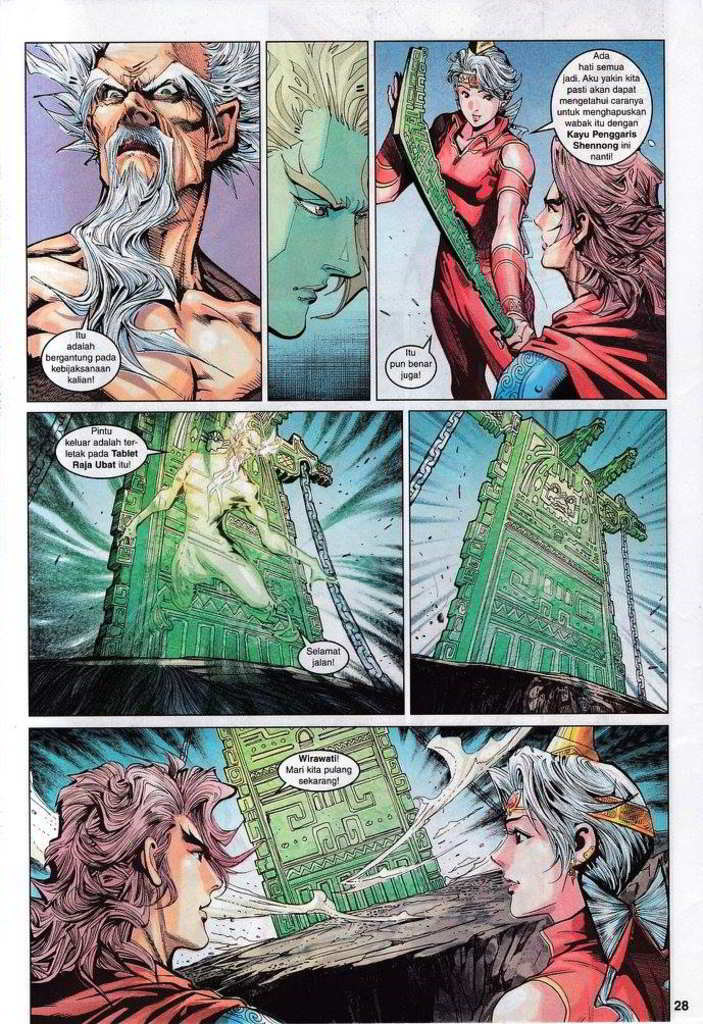 Itu
adalah
bergantung pada
kebijaksanaan
kalian!
Ada
hati semua
jadi. Aku yakin kita
pasti akan dapat
mengetahui caranya
untuk menghapuskan
wabak itu dengan
Kayu Penggaris
Shennong ini
nanti!
Itu
pun benar
juga!
Pintu
keluar adalah ter-
letak pada Tablet
Raja Ubat itu!
Selamat
jalan!
Wirawati!
Mari kita pulang
sekarang!
28